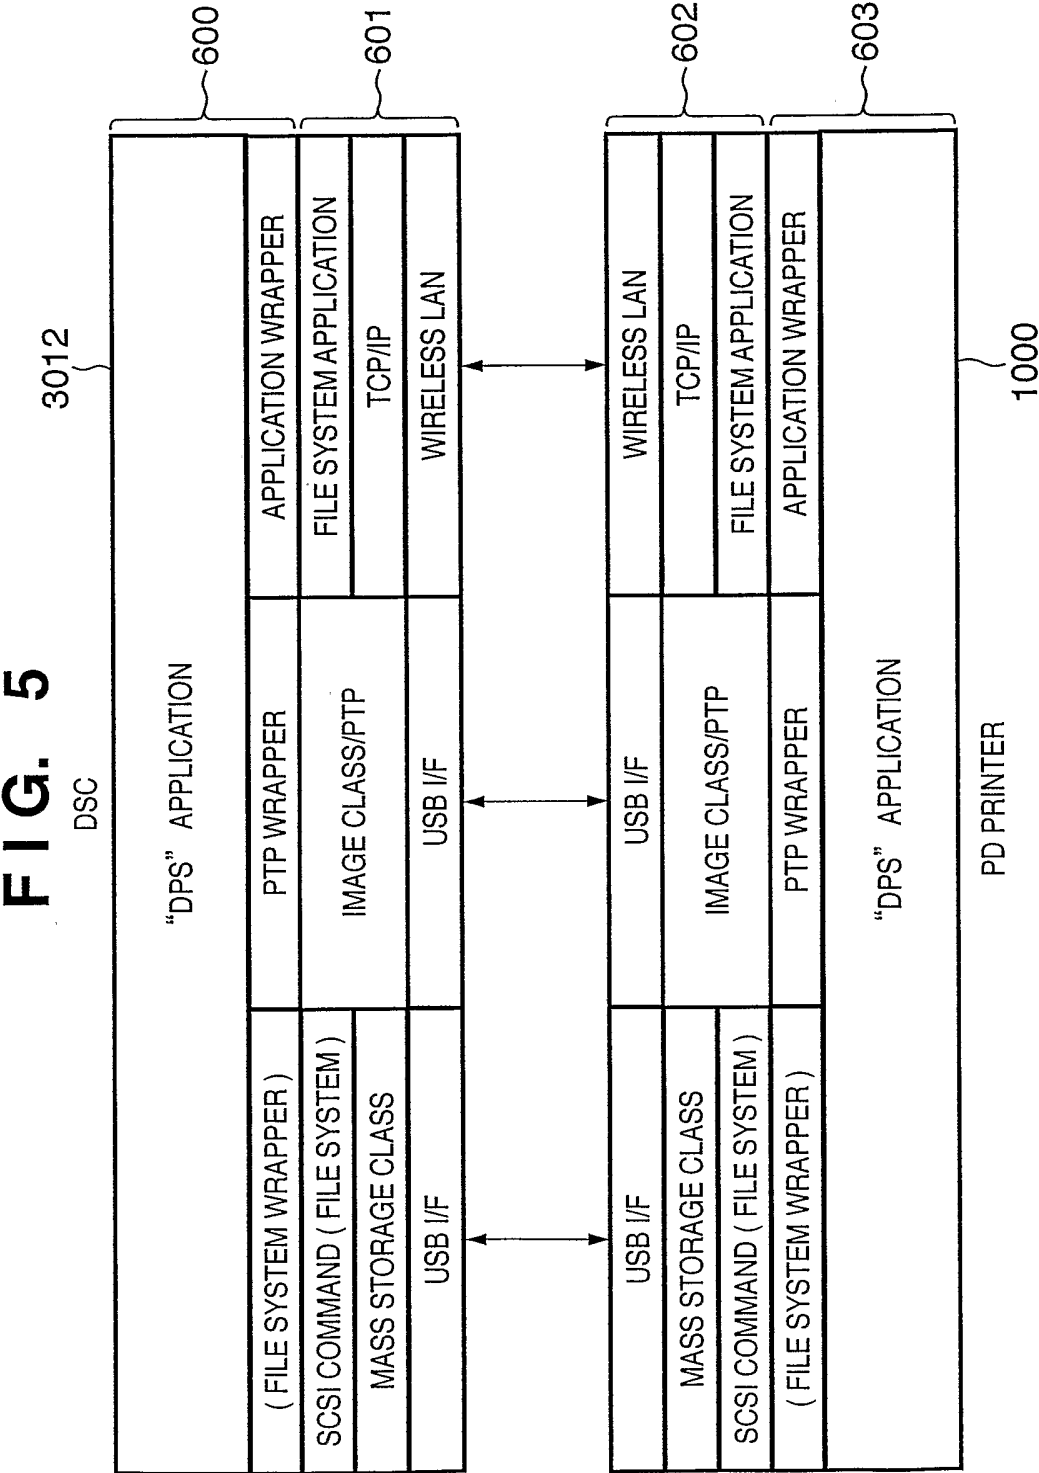 FIG. 5
DSC
3012
"DPS" APPLICATION
600
( FILE SYSTEM WRAPPER )
PTP WRAPPER
APPLICATION WRAPPER
SCSI COMMAND ( FILE SYSTEM )
IMAGE CLASS/PTP
FILE SYSTEM APPLICATION
601
MASS STORAGE CLASS
TCP/IP
USB I/F
USB I/F
WIRELESS LAN
USB I/F
USB I/F
WIRELESS LAN
602
MASS STORAGE CLASS
IMAGE CLASS/PTP
TCP/IP
SCSI COMMAND ( FILE SYSTEM )
FILE SYSTEM APPLICATION
( FILE SYSTEM WRAPPER )
PTP WRAPPER
APPLICATION WRAPPER
603
"DPS" APPLICATION
PD PRINTER
1000